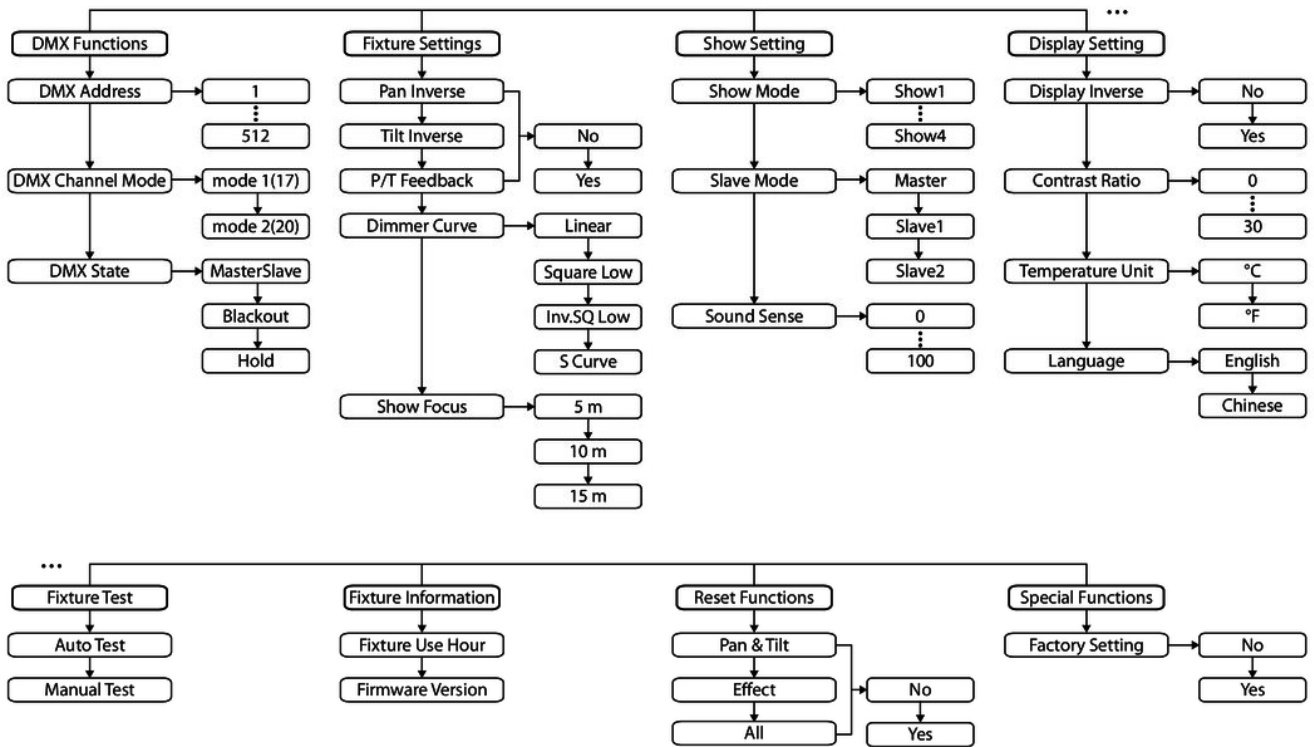 ...
DMX Functions
DMX Address
1
512
DMX Channel Mode
mode 1(17)
mode 2(20)
DMX State
MasterSlave
Blackout
Hold
Fixture Settings
Pan Inverse
Tilt Inverse
P/T Feedback
No
Yes
Dimmer Curve
Linear
Square Low
Inv.SQ Low
S Curve
Show Focus
5 m
10 m
15 m
Show Setting
Show Mode
Show1
Show4
Slave Mode
Master
Slave1
Slave2
Sound Sense
0
100
Display Setting
Display Inverse
No
Yes
Contrast Ratio
0
30
Temperature Unit
°C
°F
Language
English
Chinese
...
Fixture Test
Auto Test
Manual Test
Fixture Information
Fixture Use Hour
Firmware Version
Reset Functions
Pan & Tilt
Effect
All
No
Yes
Special Functions
Factory Setting
No
Yes